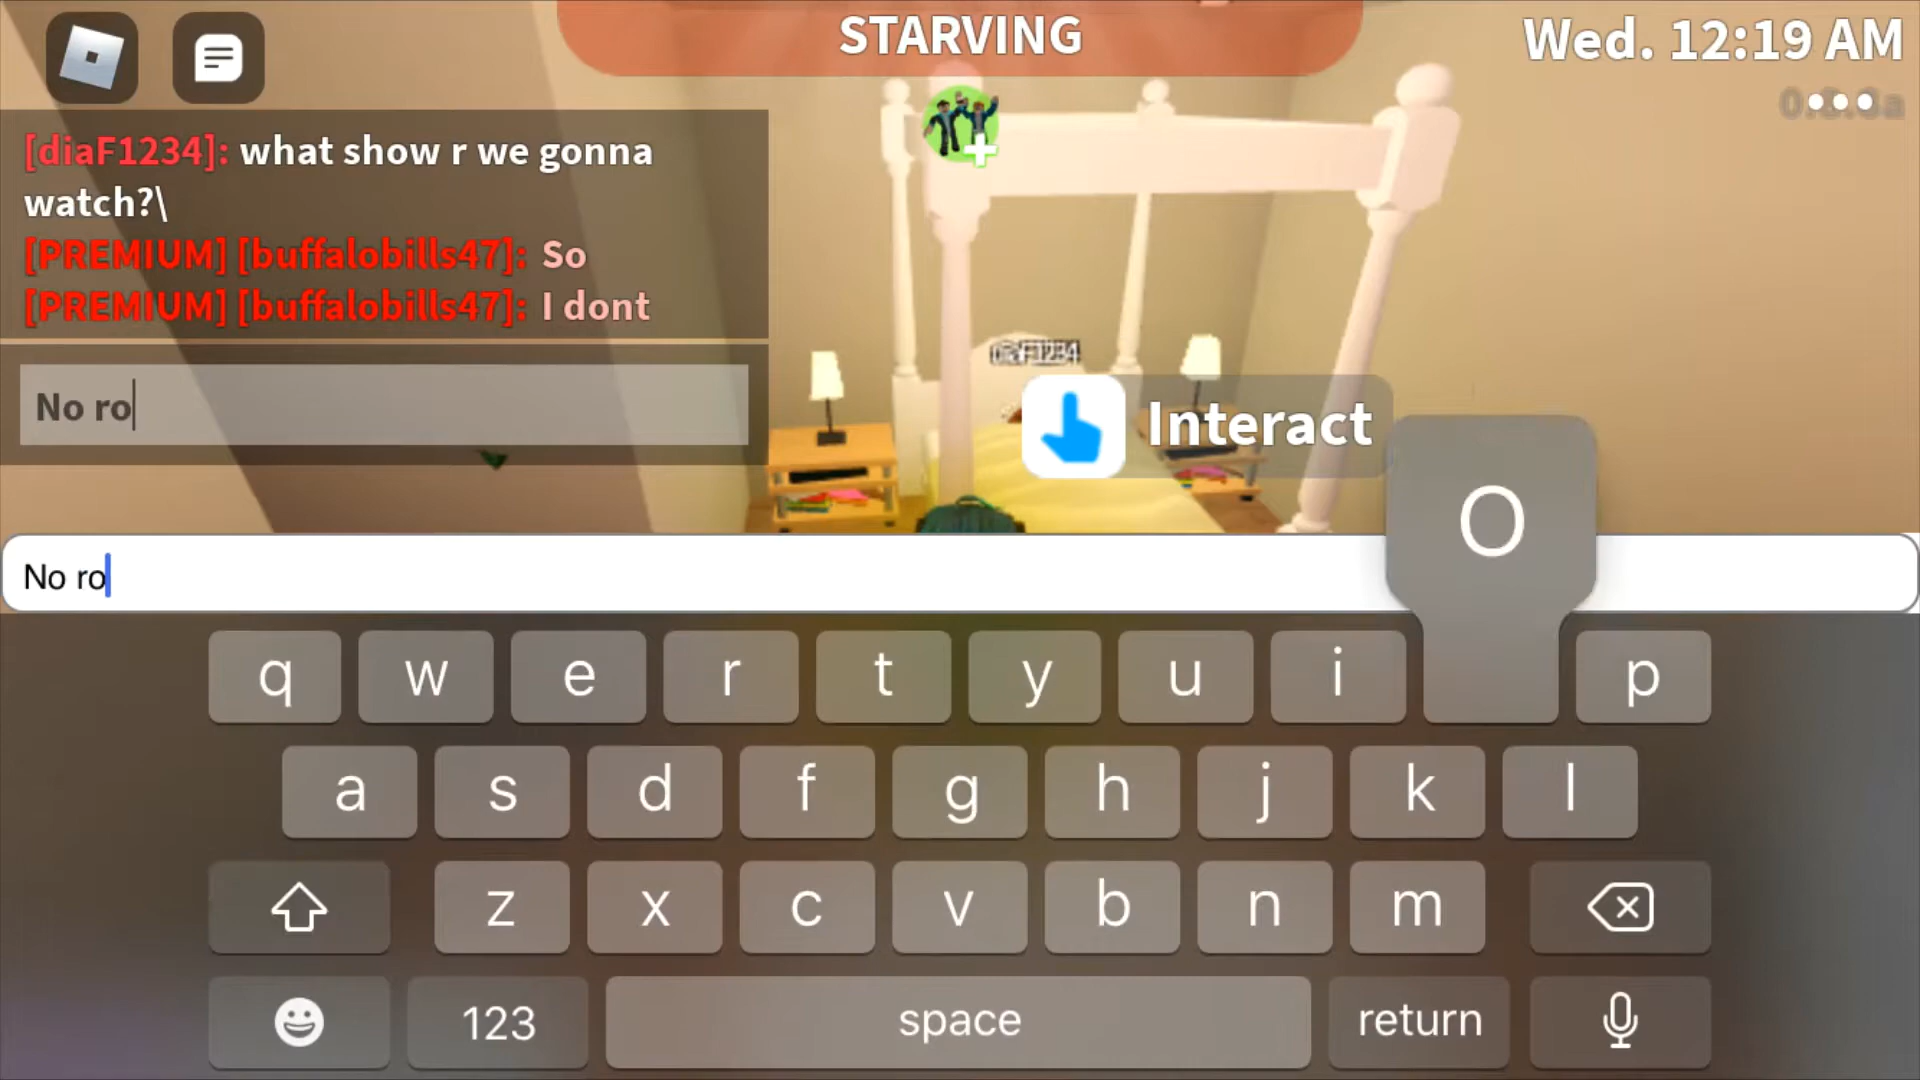 STARVING
Wed. 12:19 AM
[diaF1234]: what show r we gonna
watch?\
[PREMIUM] [buffalobills47]: So
[PREMIUM] [buffalobills47]: I dont
diaF1234
No ro
Interact
O
No ro
q w e r t y u i p
a s d f g h j k l
z x c v b n m
123 space return